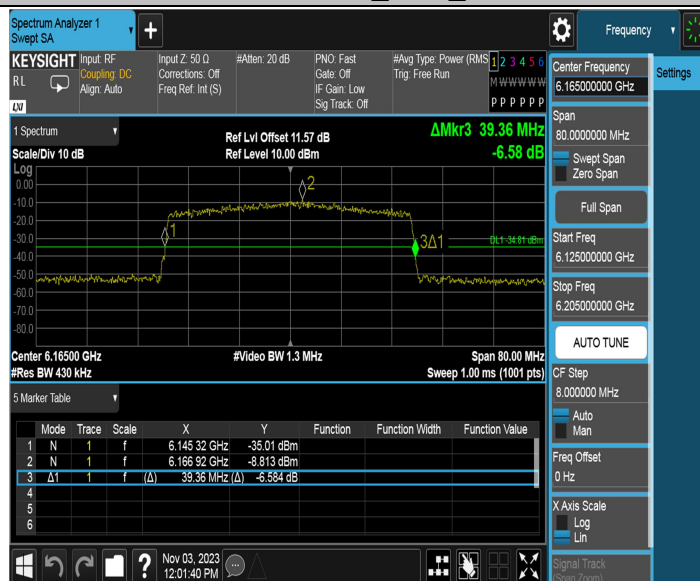 Spectrum Analyzer 1
Swept SA
Frequency
KEYSIGHT
RL
LXI
Input: RF
Coupling: DC
Align: Auto
Input Z: 50 Ω
Corrections: Off
Freq Ref: Int (S)
#Atten: 20 dB
PNO: Fast
Gate: Off
IF Gain: Low
Sig Track: Off
#Avg Type: Power (RMS
Trig: Free Run
1 2 3 4 5 6
M W W W W W
P P P P P P
1 Spectrum
Scale/Div 10 dB
Ref Lvl Offset 11.57 dB
Ref Level 10.00 dBm
ΔMkr3 39.36 MHz
-6.58 dB
Log
0.00
-10.0
-20.0
-30.0
-40.0
-50.0
-60.0
-70.0
-80.0
1
2
3Δ1
DL1 -34.81 dBm
Center 6.16500 GHz
#Video BW 1.3 MHz
Span 80.00 MHz
#Res BW 430 kHz
Sweep 1.00 ms (1001 pts)
5 Marker Table
Mode Trace Scale X Y Function Function Width Function Value
1 N 1 f 6.145 32 GHz -35.01 dBm
2 N 1 f 6.166 92 GHz -8.813 dBm
3 Δ1 1 f (Δ) 39.36 MHz (Δ) -6.584 dB
4
5
6
?
Nov 03, 2023
12:01:40 PM
Center Frequency
6.165000000 GHz
Settings
Span
80.0000000 MHz
Swept Span
Zero Span
Full Span
Start Freq
6.125000000 GHz
Stop Freq
6.205000000 GHz
AUTO TUNE
CF Step
8.000000 MHz
Auto
Man
Freq Offset
0 Hz
X Axis Scale
Log
Lin
Signal Track
(Span Zoom)